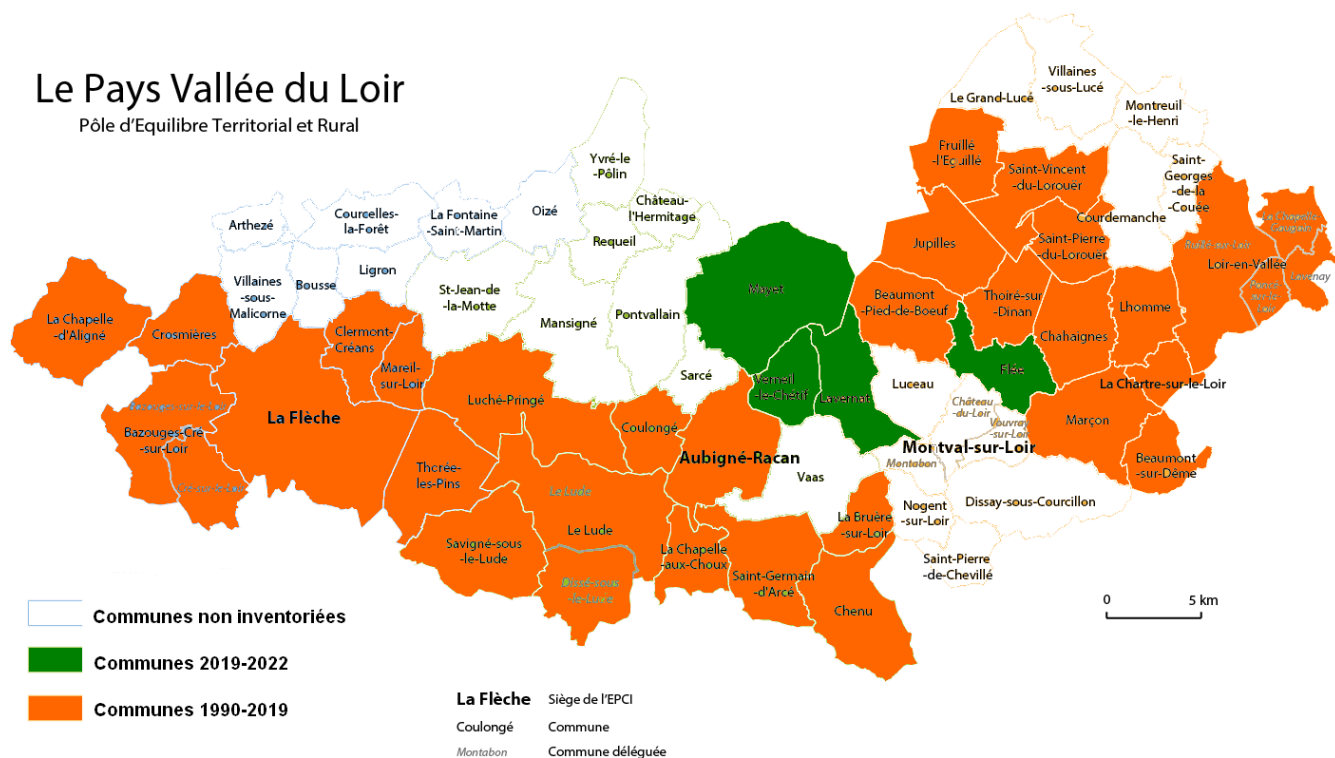 Le Pays Vallée du Loir
Pôle d'Equilibre Territorial et Rural
Villaines
-sous-Lucé
Le Grand-Lucé
Montreuil
-le-Henri
Fruillé
-l'Eguillé
Saint-Vincent
-du-Lorouër
Saint-
Georges
-de-la
-Couée
Yvré-le
-Pôlin
Château-
l'Hermitage
Oizé
Requeil
La Fontaine
-Saint-Martin
Courcelles-
la-Forêt
Arthezé
Ligron
Bousse
Villaines
-sous-
Malicorne
St-Jean-de
-la-Motte
Mansigné
Pontvallain
Sarcé
Mayet
Jupilles
Courdemanche
Saint-Pierre
-du-Lorouër
Loir-en-Vallée
Beaumont
-Pied-de-Boeuf
Thoiré-sur
-Dinan
Chahaignes
Lhomme
La Chapelle
-d'Aligné
Crosmières
Clermont-
Créans
Mareil-
sur-Loir
La Flèche
Luché-Pringé
Coulongé
Verneil
-le-Chétif
Lavernat
Luceau
Flée
La Chartre-sur-le-Loir
Château
-du-Loir
Vouvray
-sur-Loir
Marçon
Bazouges-Cré
-sur-Loir
Aubigné-Racan
Montval-sur-Loir
Montabon
Beaumont
-sur-Dême
Thorée-
les-Pins
Le Lude
Vaas
Dissay-sous-Courcillon
Nogent
-sur-Loir
La Bruère
-sur-Loir
Le Lude
Savigné-sous
-le-Lude
La Chapelle
-aux-Choux
Saint-Germain
-d'Arcé
Saint-Pierre
-de-Chevillé
Chenu
0 5 km
Communes non inventoriées
Communes 2019-2022
Communes 1990-2019
La Flèche Siège de l'EPCI
Coulongé Commune
Montabon Commune déléguée